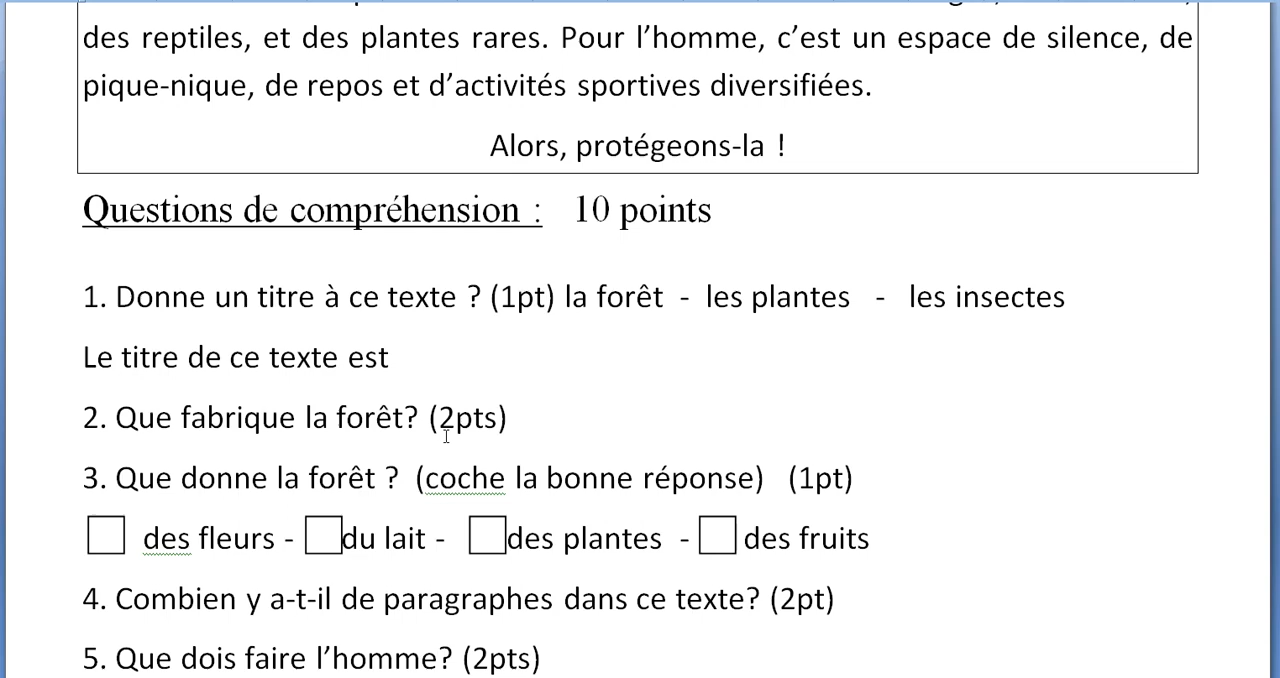 des reptiles, et des plantes rares. Pour l’homme, c’est un espace de silence, de
pique-nique, de repos et d’activités sportives diversifiées.
Alors, protégeons-la !
Questions de compréhension : 10 points
1. Donne un titre à ce texte ? (1pt) la forêt - les plantes - les insectes
Le titre de ce texte est
2. Que fabrique la forêt? (2pts)
3. Que donne la forêt ? (coche la bonne réponse) (1pt)
des fleurs - du lait - des plantes - des fruits
4. Combien y a-t-il de paragraphes dans ce texte? (2pt)
5. Que dois faire l’homme? (2pts)